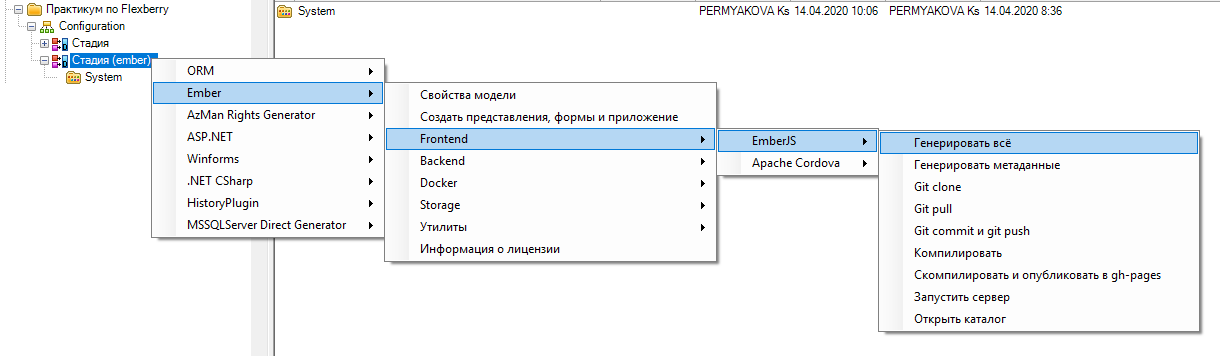 Практикум по Flexberry
Configuration
Стадия
Стадия (ember)
System
System PERMYAKOVA Ks 14.04.2020 10:06 PERMYAKOVA Ks 14.04.2020 8:36
ORM
Ember
AzMan Rights Generator
ASP.NET
Winforms
.NET CSharp
HistoryPlugin
MSSQLServer Direct Generator
Свойства модели
Создать представления, формы и приложение
Frontend
Backend
Docker
Storage
Утилиты
Информация о лицензии
EmberJS
Apache Cordova
Генерировать всё
Генерировать метаданные
Git clone
Git pull
Git commit и git push
Компилировать
Скомпилировать и опубликовать в gh-pages
Запустить сервер
Открыть каталог